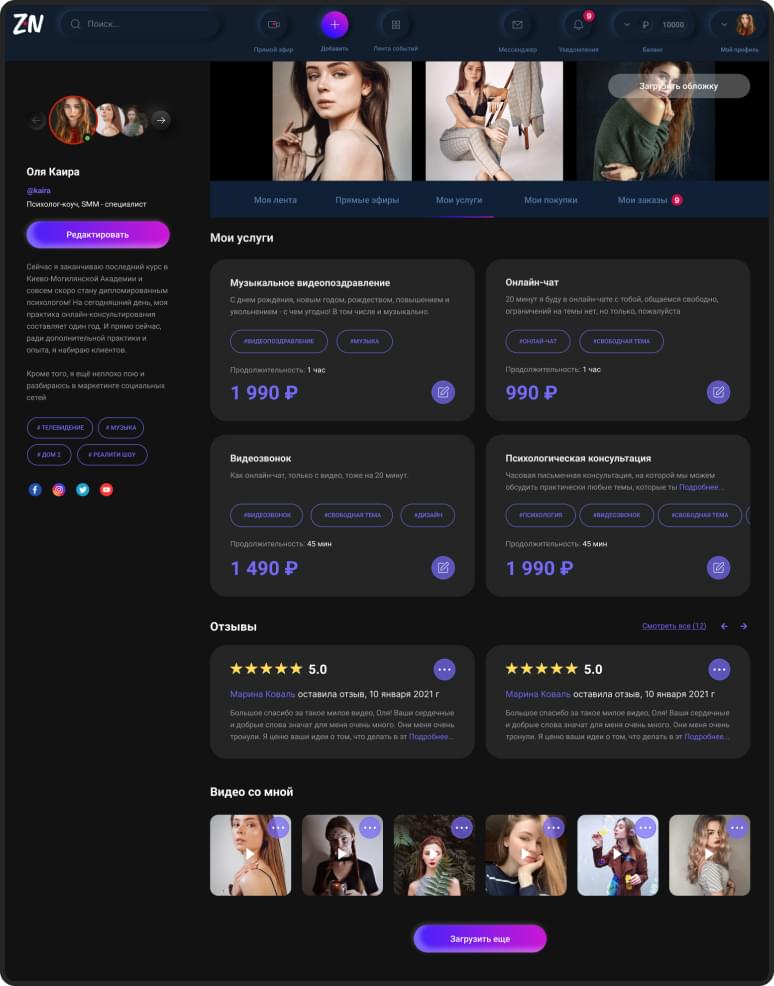 ZN
Поиск...
Прямой эфир
Добавить
Лента событий
Мессенджер
9
Уведомления
₽ 10000
Баланс
Мой профиль
Загрузить обложку
Оля Каира
@kaira
Психолог-коуч, SMM - специалист
Редактировать
Сейчас я заканчиваю последний курс в
Киево-Могилянской Академии и
совсем скоро стану дипломированным
психологом! На сегодняшний день, моя
практика онлайн-консультирования
составляет один год. И прямо сейчас,
ради дополнительной практики и
опыта, я набираю клиентов.
Кроме того, я ещё неплохо пою и
разбираюсь в маркетинге социальных
сетей
# ТЕЛЕВИДЕНИЕ
# МУЗЫКА
# ДОМ 2
# РЕАЛИТИ ШОУ
Моя лента
Прямые эфиры
Мои услуги
Мои покупки
Мои заказы 9
Мои услуги
Музыкальное видеопоздравление
С днем рождения, новым годом, рождеством, повышением и
увольнением - с чем угодно! В том числе и музыкально.
#ВИДЕОПОЗДРАВЛЕНИЕ
#МУЗЫКА
Продолжительность: 1 час
1 990 ₽
Онлайн-чат
20 минут я буду в онлайн-чате с тобой, общаемся свободно,
ограничений на темы нет, но только, пожалуйста
#ОНЛАЙ-ЧАТ
#СВОБОДНАЯ ТЕМА
Продолжительность: 1 час
990 ₽
Видеозвонок
Как онлайн-чат, только с видео, тоже на 20 минут.
#ВИДЕОЗВОНОК
#СВОБОДНАЯ ТЕМА
#ДИЗАЙН
Продолжительность: 45 мин
1 490 ₽
Психологическая консультация
Часовая письменная консультация, на которой мы можем
обсудить практически любые темы, которые ты Подробнее...
#ПСИХОЛОГИЯ
#ВИДЕОЗВОНОК
#СВОБОДНАЯ ТЕМА
Продолжительность: 45 мин
1 990 ₽
Отзывы
Смотреть все (12)
5.0
Марина Коваль оставила отзыв, 10 января 2021 г
Большое спасибо за такое милое видео, Оля! Ваши сердечные
и добрые слова значат для меня очень много. Они меня очень
тронули. Я ценю ваши идеи о том, что делать в эт Подробнее...
5.0
Марина Коваль оставила отзыв, 10 января 2021 г
Большое спасибо за такое милое видео, Оля! Ваши сердечные
и добрые слова значат для меня очень много. Они меня очень
тронули. Я ценю ваши идеи о том, что делать в эт Подробнее...
Видео со мной
Загрузить еще